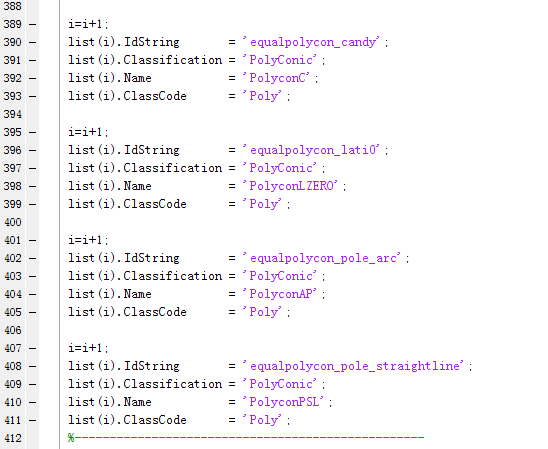 388
389 – i=i+1;
390 – list(i).IdString       = 'equalpolycon_candy';
391 – list(i).Classification = 'PolyConic';
392 – list(i).Name           = 'PolyconC';
393 – list(i).ClassCode      = 'Poly';
394
395 – i=i+1;
396 – list(i).IdString       = 'equalpolycon_lati0';
397 – list(i).Classification = 'PolyConic';
398 – list(i).Name           = 'PolyconLZERO';
399 – list(i).ClassCode      = 'Poly';
400
401 – i=i+1;
402 – list(i).IdString       = 'equalpolycon_pole_arc';
403 – list(i).Classification = 'PolyConic';
404 – list(i).Name           = 'PolyconAP';
405 – list(i).ClassCode      = 'Poly';
406
407 – i=i+1;
408 – list(i).IdString       = 'equalpolycon_pole_straightline';
409 – list(i).Classification = 'PolyConic';
410 – list(i).Name           = 'PolyconPSL';
411 – list(i).ClassCode      = 'Poly';
412 %--------------------------------------------------